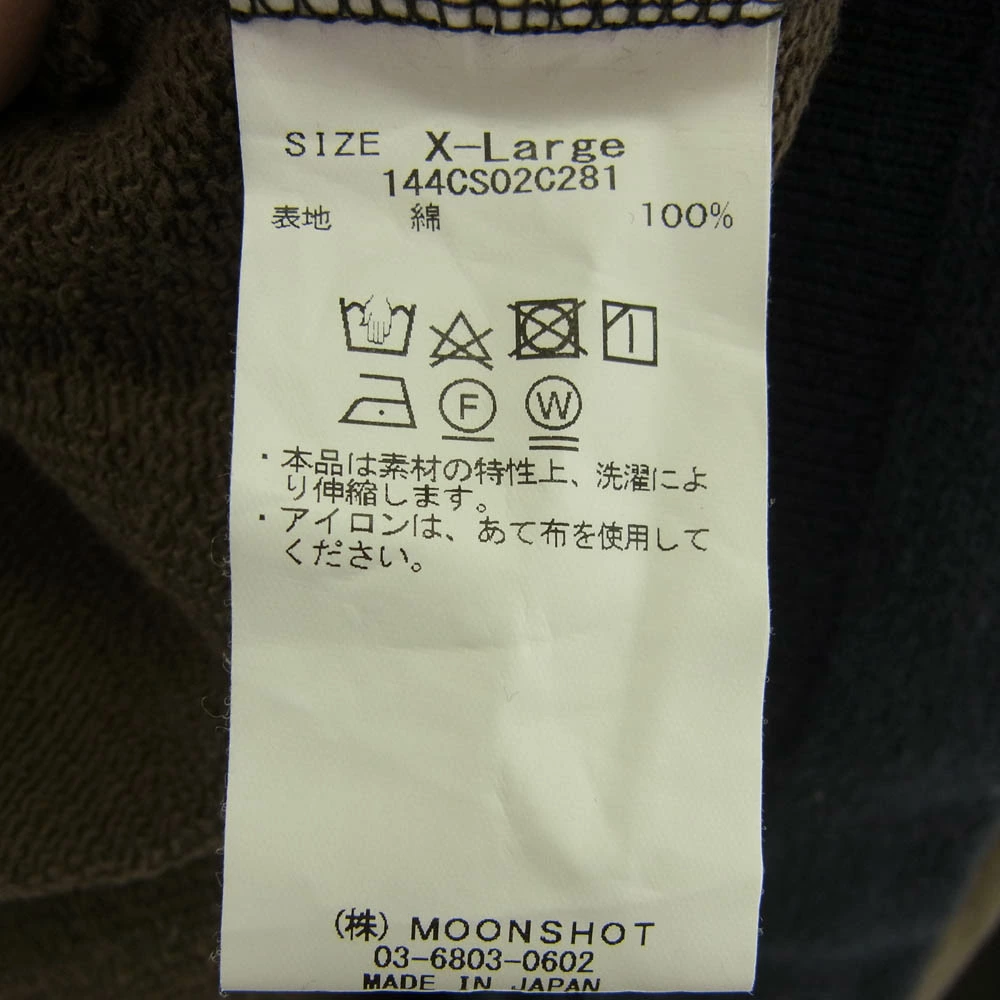 SIZE X-Large
144CS02C281
表地 綿 100%
F W
・本品は素材の特性上、洗濯によ
り伸縮します。
・アイロンは、あて布を使用して
ください。
(株) MOONSHOT
03-6803-0602
MADE IN JAPAN